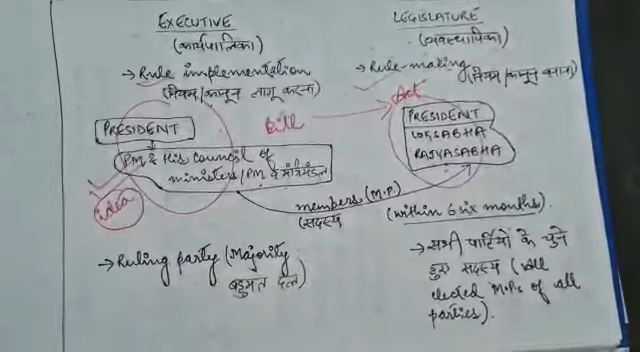 EXECUTIVE
(कार्यपालिका)
→ Rule implementation
(नियम/कानून लागू करना)
PRESIDENT
PM & His Council of
ministers/PM व मंत्रिमंडल
idea
Bill
Act
members (M.P.)
(सदस्य
→ Ruling party (Majority
बहुमत दल)
LEGISLATURE
(व्यवस्थापिका)
→ Rule-making
(नियम/कानून बनाना)
PRESIDENT
LOKSABHA
RAJYASABHA
(within 6 six months).
→ सभी पार्टियों के चुने
हुए सदस्य (All
elected M.Ps of all
parties).